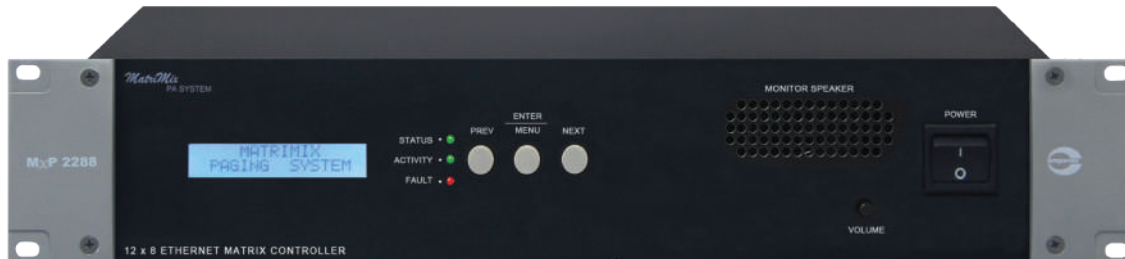 MatriMix
PA SYSTEM
MxP 2288
MATRIMIX
PAGING SYSTEM
STATUS
ACTIVITY
FAULT
PREV
ENTER
MENU
NEXT
MONITOR SPEAKER
VOLUME
POWER
I
O
12 x 8 ETHERNET MATRIX CONTROLLER